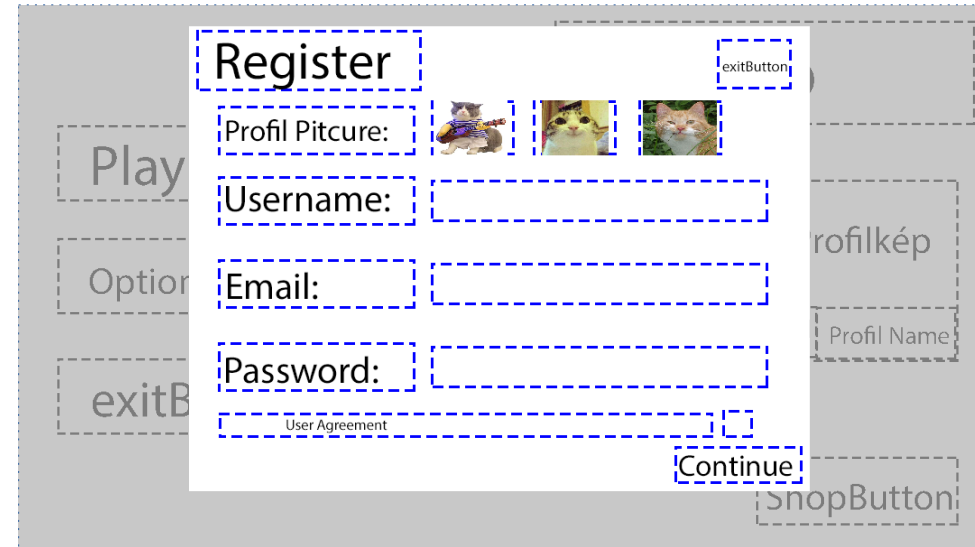 Register
exitButton
Profil Pitcure:
Username:
Email:
Password:
User Agreement
Continue
Play
Option
exitB
rofilkép
Profil Name
ShopButton